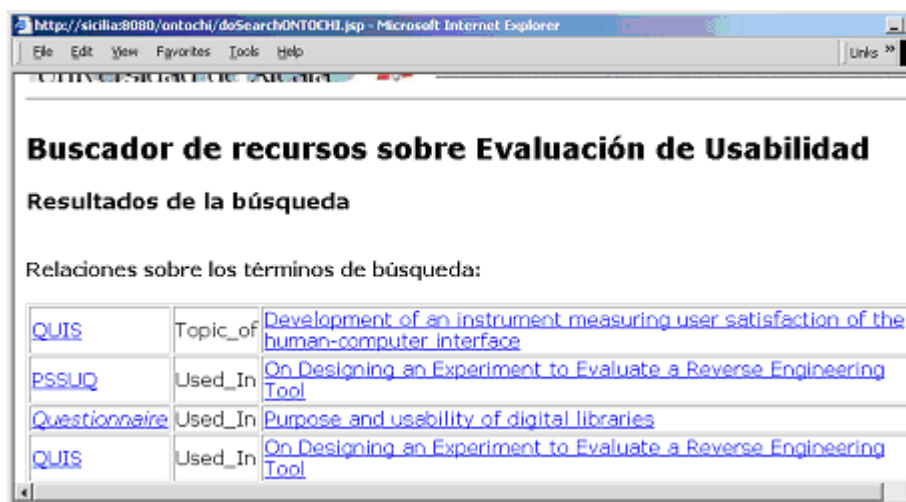 http://sicilia:8080/ontochi/doSearchONTOCHI.jsp - Microsoft Internet Explorer
File Edit View Favorites Tools Help Links »
Universidad de Alcalá
Buscador de recursos sobre Evaluación de Usabilidad
Resultados de la búsqueda
Relaciones sobre los términos de búsqueda:
QUIS Topic_of Development of an instrument measuring user satisfaction of the
human-computer interface
PSSUQ Used_In On Designing an Experiment to Evaluate a Reverse Engineering
Tool
Questionnaire Used_In Purpose and usability of digital libraries
QUIS Used_In On Designing an Experiment to Evaluate a Reverse Engineering
Tool